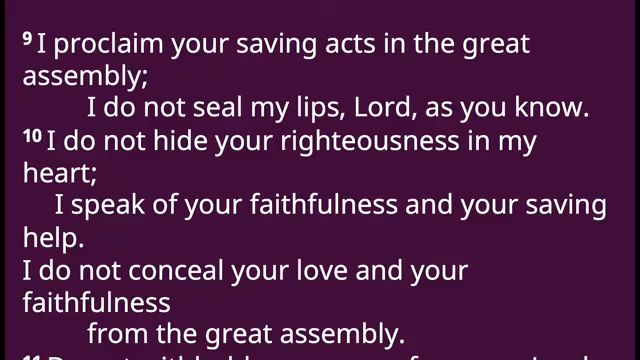 9 I proclaim your saving acts in the great
assembly;
I do not seal my lips, Lord, as you know.
10 I do not hide your righteousness in my
heart;
I speak of your faithfulness and your saving
help.
I do not conceal your love and your
faithfulness
from the great assembly.